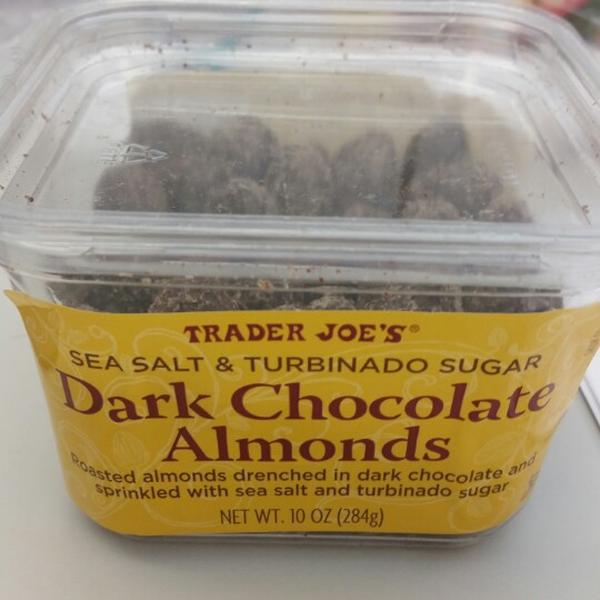 TRADER JOE'S®
SEA SALT & TURBINADO SUGAR
Dark Chocolate
Almonds
Roasted almonds drenched in dark chocolate and
sprinkled with sea salt and turbinado sugar
NET WT. 10 OZ (284g)